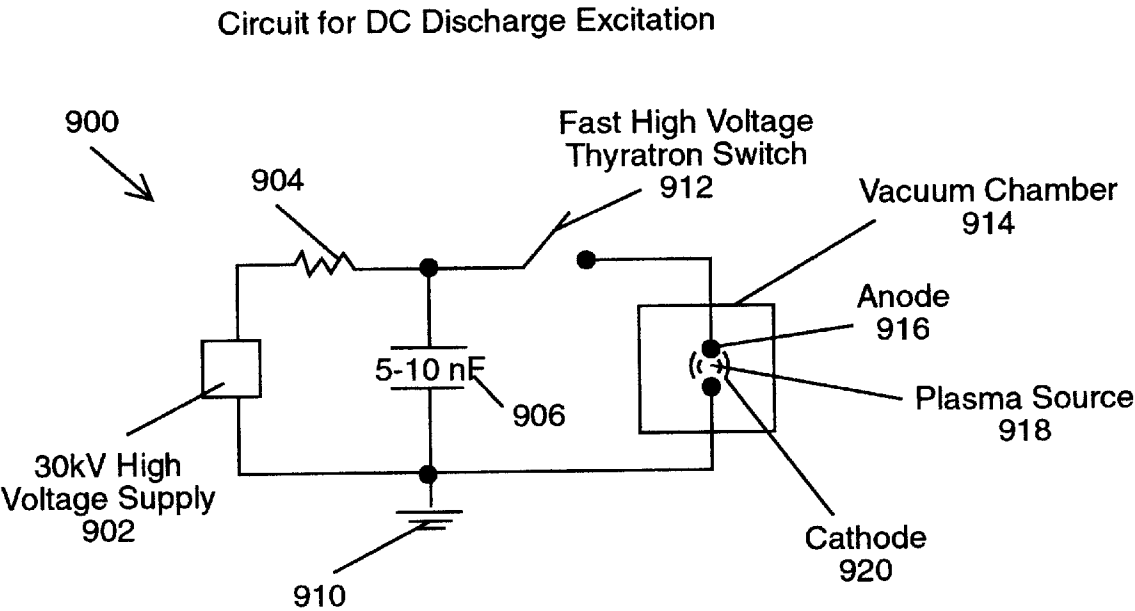 Circuit for DC Discharge Excitation
900
904
Fast High Voltage
Thyratron Switch
912
Vacuum Chamber
914
Anode
916
5-10 nF
906
Plasma Source
918
30kV High
Voltage Supply
902
Cathode
920
910